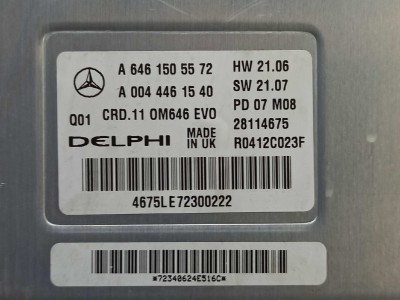 A 646 150 55 72 HW 21.06
A 004 446 15 40 SW 21.07
Q01 CRD.11 OM646 EVO PD 07 M08
DELPHI MADE IN UK 28114675
R0412C023F
4675LE72300222
*72340624E516C*